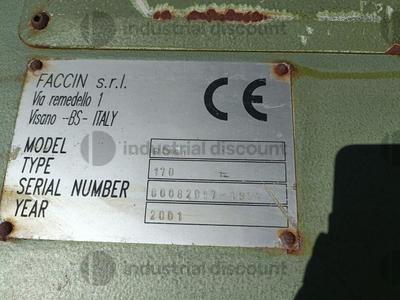 industrial discount
FACCIN s.r.l.
Via remedello 1
Visano -BS- ITALY
CE
MODEL
TYPE 170
SERIAL NUMBER
YEAR 2001
industrial discount
industrial discount